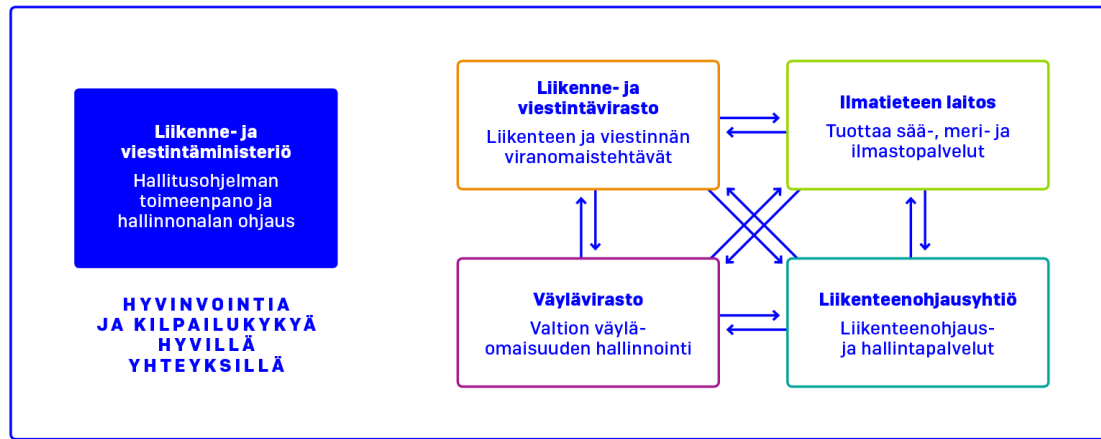 Liikenne- ja
viestintäministeriö
Hallitusohjelman
toimeenpano ja
hallinnonalan ohjaus
HYVINVOINTIA
JA KILPAILUKYKYÄ
HYVILLÄ
YHTEYKSILLÄ
Liikenne- ja
viestintävirasto
Liikenteen ja viestinnän
viranomaistehtävät
Ilmatieteen laitos
Tuottaa sää-, meri- ja
ilmastopalvelut
Väylävirasto
Valtion väylä-
omaisuuden hallinnointi
Liikenteenohjausyhtiö
Liikenteenohjaus-
ja hallintapalvelut